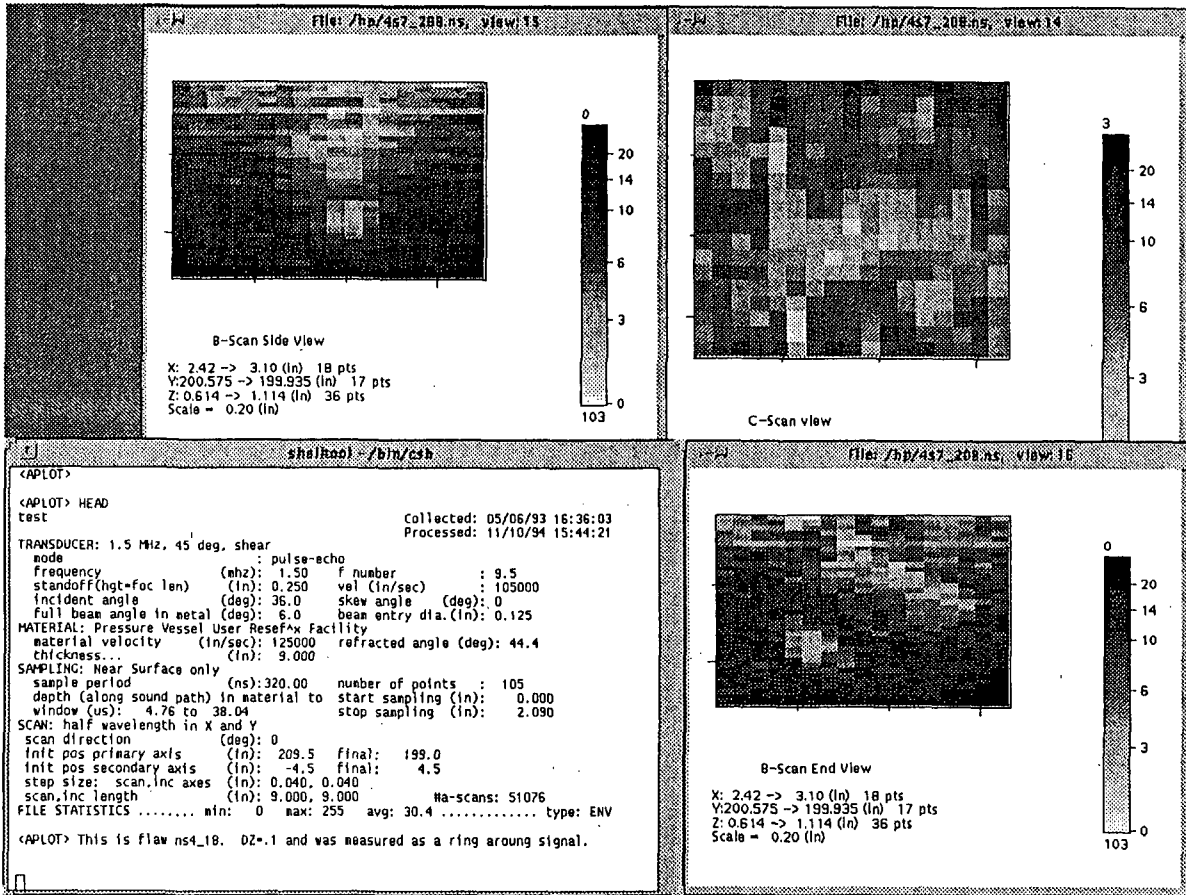 File: /hp/4s7_208.ns, view: 15
0
20
14
10
6
3
0
103
B-Scan Side View
X: 2.42 -> 3.10 (in) 18 pts
Y:200.575 -> 199.935 (in) 17 pts
Z: 0.614 -> 1.114 (in) 36 pts
Scale = 0.20 (in)
File: /hp/4s7_208.ns, view: 14
3
20
14
10
6
3
C-Scan view
shelltool - /bin/csh
<APLOT>
<APLOT> HEAD
test Collected: 05/06/93 16:36:03
Processed: 11/10/94 15:44:21
TRANSDUCER: 1.5 MHz, 45 deg, shear
mode : pulse-echo
frequency (mhz): 1.50 f number : 9.5
standoff(hgt=foc len) (in): 0.250 vel (in/sec) : 105000
incident angle (deg): 36.0 skew angle (deg): 0
full beam angle in metal (deg): 6.0 beam entry dia.(in): 0.125
MATERIAL: Pressure Vessel User Resef^x Facility
material velocity (in/sec): 125000 refracted angle (deg): 44.4
thickness... (in): 9.000
SAMPLING: Near Surface only
sample period (ns):320.00 number of points : 105
depth (along sound path) in material to start sampling (in): 0.000
window (us): 4.76 to 38.04 stop sampling (in): 2.090
SCAN: half wavelength in X and Y
scan direction (deg): 0
init pos primary axis (in): 209.5 final: 199.0
init pos secondary axis (in): -4.5 final: 4.5
step size: scan,inc axes (in): 0.040, 0.040
scan,inc length (in): 9.000, 9.000 #a-scans: 51076
FILE STATISTICS ........ min: 0 max: 255 avg: 30.4 ............. type: ENV
<APLOT> This is flaw ns4_18. DZ=.1 and was measured as a ring aroung signal.
File: /hp/4s7_208.ns, view: 16
0
20
14
10
6
3
0
103
B-Scan End View
X: 2.42 -> 3.10 (in) 18 pts
Y:200.575 -> 199.935 (in) 17 pts
Z: 0.614 -> 1.114 (in) 36 pts
Scale = 0.20 (in)